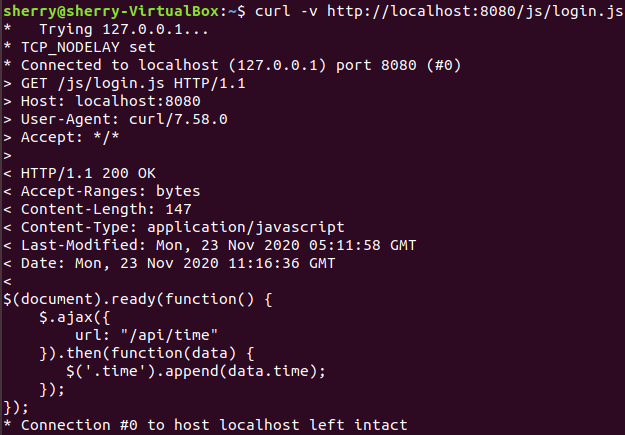 sherry@sherry-VirtualBox:~$ curl -v http://localhost:8080/js/login.js
*   Trying 127.0.0.1...
* TCP_NODELAY set
* Connected to localhost (127.0.0.1) port 8080 (#0)
> GET /js/login.js HTTP/1.1
> Host: localhost:8080
> User-Agent: curl/7.58.0
> Accept: */*
>
< HTTP/1.1 200 OK
< Accept-Ranges: bytes
< Content-Length: 147
< Content-Type: application/javascript
< Last-Modified: Mon, 23 Nov 2020 05:11:58 GMT
< Date: Mon, 23 Nov 2020 11:16:36 GMT
<
$(document).ready(function() {
    $.ajax({
        url: "/api/time"
    }).then(function(data) {
       $('.time').append(data.time);
    });
});
* Connection #0 to host localhost left intact